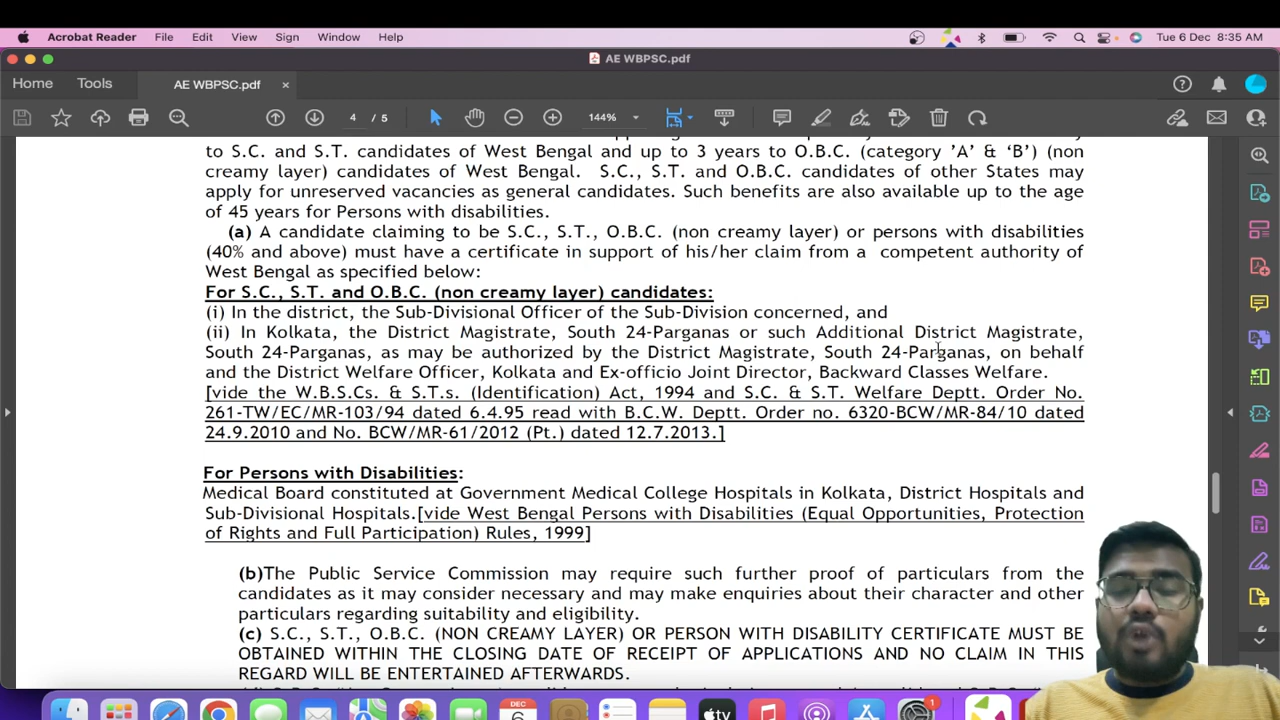 Acrobat Reader File Edit View Sign Window Help Tue 6 Dec 8:35 AM
AE WBPSC.pdf
Home Tools AE WBPSC.pdf ×
4 / 5 144%
to S.C. and S.T. candidates of West Bengal and up to 3 years to O.B.C. (category 'A' & 'B') (non
creamy layer) candidates of West Bengal. S.C., S.T. and O.B.C. candidates of other States may
apply for unreserved vacancies as general candidates. Such benefits are also available up to the age
of 45 years for Persons with disabilities.
(a) A candidate claiming to be S.C., S.T., O.B.C. (non creamy layer) or persons with disabilities
(40% and above) must have a certificate in support of his/her claim from a competent authority of
West Bengal as specified below:
For S.C., S.T. and O.B.C. (non creamy layer) candidates:
(i) In the district, the Sub-Divisional Officer of the Sub-Division concerned, and
(ii) In Kolkata, the District Magistrate, South 24-Parganas or such Additional District Magistrate,
South 24-Parganas, as may be authorized by the District Magistrate, South 24-Parganas, on behalf
and the District Welfare Officer, Kolkata and Ex-officio Joint Director, Backward Classes Welfare.
[vide the W.B.S.Cs. & S.T.s. (Identification) Act, 1994 and S.C. & S.T. Welfare Deptt. Order No.
261-TW/EC/MR-103/94 dated 6.4.95 read with B.C.W. Deptt. Order no. 6320-BCW/MR-84/10 dated
24.9.2010 and No. BCW/MR-61/2012 (Pt.) dated 12.7.2013.]
For Persons with Disabilities:
Medical Board constituted at Government Medical College Hospitals in Kolkata, District Hospitals and
Sub-Divisional Hospitals.[vide West Bengal Persons with Disabilities (Equal Opportunities, Protection
of Rights and Full Participation) Rules, 1999]
(b)The Public Service Commission may require such further proof of particulars from the
candidates as it may consider necessary and may make enquiries about their character and other
particulars regarding suitability and eligibility.
(c) S.C., S.T., O.B.C. (NON CREAMY LAYER) OR PERSON WITH DISABILITY CERTIFICATE MUST BE
OBTAINED WITHIN THE CLOSING DATE OF RECEIPT OF APPLICATIONS AND NO CLAIM IN THIS
REGARD WILL BE ENTERTAINED AFTERWARDS.
DEC
6
tv
1